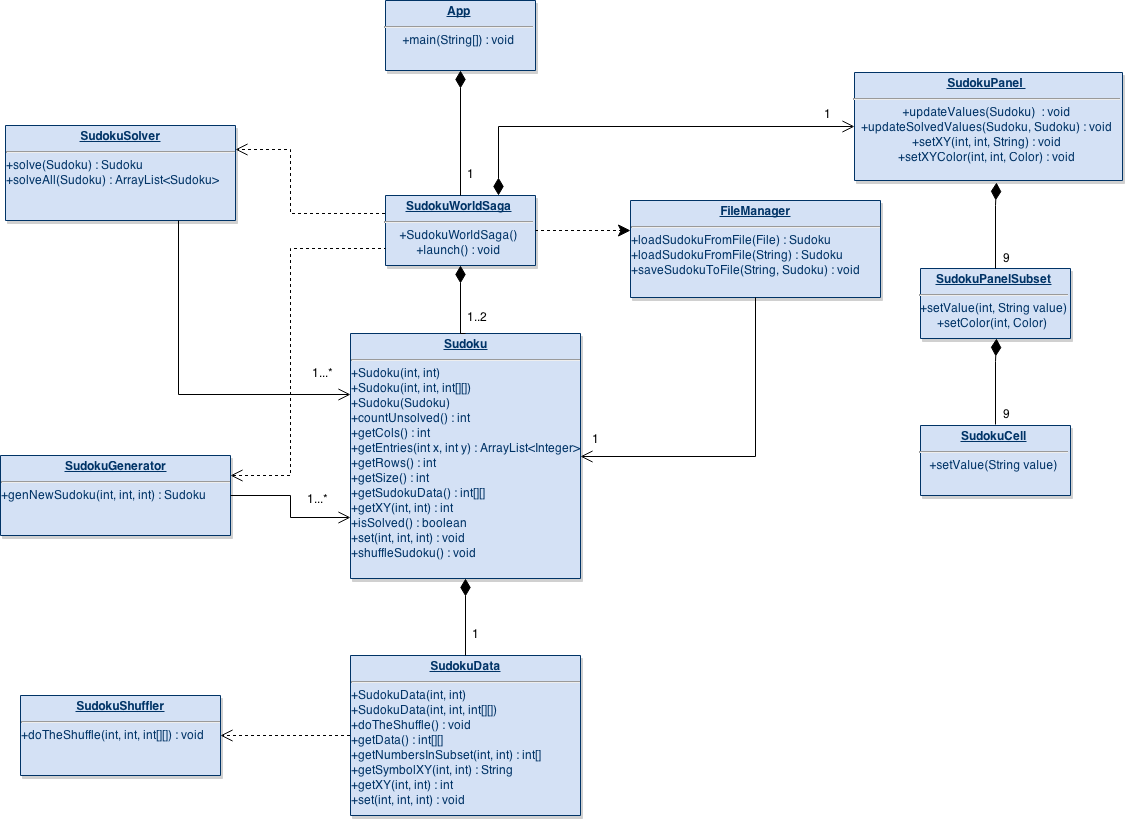 App
+main(String[]) : void
SudokuPanel
+updateValues(Sudoku) : void
+updateSolvedValues(Sudoku, Sudoku) : void
+setXY(int, int, String) : void
+setXYColor(int, int, Color) : void
1
SudokuSolver
+solve(Sudoku) : Sudoku
+solveAll(Sudoku) : ArrayList<Sudoku>
1
SudokuWorldSaga
+SudokuWorldSaga()
+launch() : void
FileManager
+loadSudokuFromFile(File) : Sudoku
+loadSudokuFromFile(String) : Sudoku
+saveSudokuToFile(String, Sudoku) : void
9
SudokuPanelSubset
+setValue(int, String value)
+setColor(int, Color)
1..2
Sudoku
+Sudoku(int, int)
+Sudoku(int, int, int[][])
+Sudoku(Sudoku)
+countUnsolved() : int
+getCols() : int
+getEntries(int x, int y) : ArrayList<Integer>
+getRows() : int
+getSize() : int
+getSudokuData() : int[][]
+getXY(int, int) : int
+isSolved() : boolean
+set(int, int, int) : void
+shuffleSudoku() : void
1...*
1
9
SudokuCell
+setValue(String value)
SudokuGenerator
+genNewSudoku(int, int, int) : Sudoku
1...*
1
SudokuData
+SudokuData(int, int)
+SudokuData(int, int, int[][])
+doTheShuffle() : void
+getData() : int[][]
+getNumbersInSubset(int, int) : int[]
+getSymbolXY(int, int) : String
+getXY(int, int) : int
+set(int, int, int) : void
SudokuShuffler
+doTheShuffle(int, int, int[][]) : void